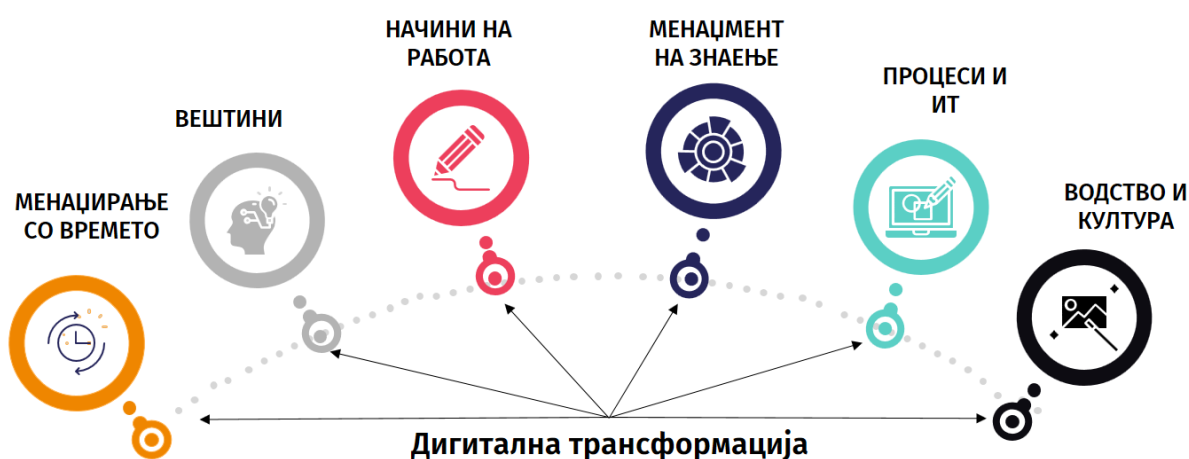 МЕНАЏИРАЊЕ
СО ВРЕМЕТО
ВЕШТИНИ
НАЧИНИ НА
РАБОТА
МЕНАЏМЕНТ
НА ЗНАЕЊЕ
ПРОЦЕСИ И
ИТ
ВОДСТВО И
КУЛТУРА
Дигитална трансформација